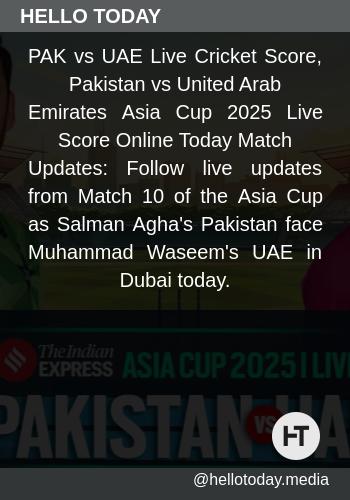 HELLO TODAY
PAK vs UAE Live Cricket Score,
Pakistan vs United Arab
Emirates Asia Cup 2025 Live
Score Online Today Match
Updates: Follow live updates
from Match 10 of the Asia Cup
as Salman Agha's Pakistan face
Muhammad Waseem's UAE in
Dubai today.
The Indian
EXPRESS
ASIA CUP 2025 I LIV
PAKISTAN VS UA
HT
@hellotoday.media